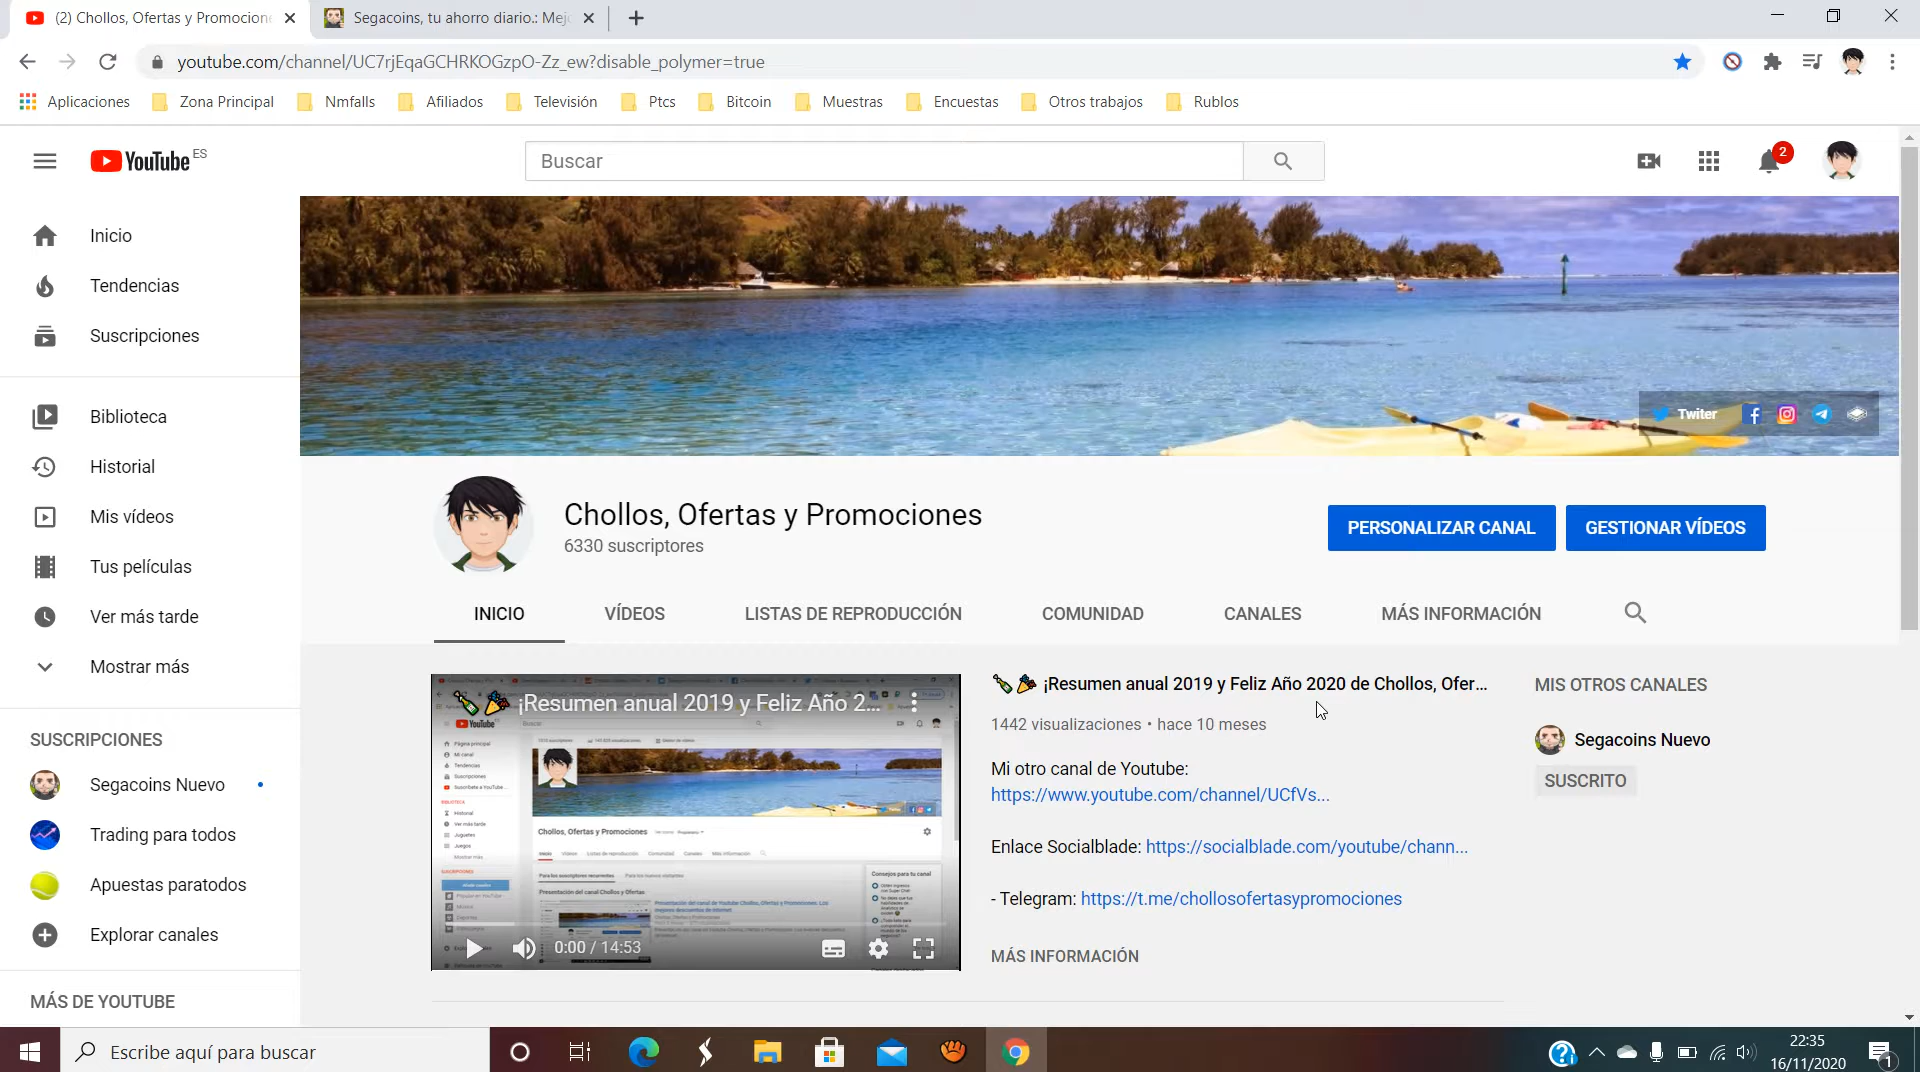 (2) Chollos, Ofertas y Promocione
Segacoins, tu ahorro diario.: Mej
youtube.com/channel/UC7rjEqaGCHRKOGzpO-Zz_ew?disable_polymer=true
Aplicaciones
Zona Principal
Nmfalls
Afiliados
Televisión
Ptcs
Bitcoin
Muestras
Encuestas
Otros trabajos
Rublos
YouTube ES
Buscar
2
Inicio
Tendencias
Suscripciones
Biblioteca
Historial
Mis vídeos
Tus películas
Ver más tarde
Mostrar más
SUSCRIPCIONES
Segacoins Nuevo
Trading para todos
Apuestas paratodos
Explorar canales
MÁS DE YOUTUBE
Twiter
Chollos, Ofertas y Promociones
6330 suscriptores
PERSONALIZAR CANAL
GESTIONAR VÍDEOS
INICIO
VÍDEOS
LISTAS DE REPRODUCCIÓN
COMUNIDAD
CANALES
MÁS INFORMACIÓN
¡Resumen anual 2019 y Feliz Año 2...
Chollos, Ofertas y Promociones
0:00 / 14:53
¡Resumen anual 2019 y Feliz Año 2020 de Chollos, Ofer...
1442 visualizaciones • hace 10 meses
Mi otro canal de Youtube:
https://www.youtube.com/channel/UCfVs...
Enlace Socialblade: https://socialblade.com/youtube/chann...
- Telegram: https://t.me/chollosofertasypromociones
MÁS INFORMACIÓN
MIS OTROS CANALES
Segacoins Nuevo
SUSCRITO
Escribe aquí para buscar
22:35
16/11/2020
1